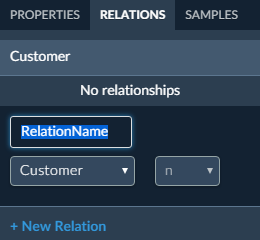 PROPERTIES RELATIONS SAMPLES
Customer
No relationships
RelationName
Customer n
+ New Relation